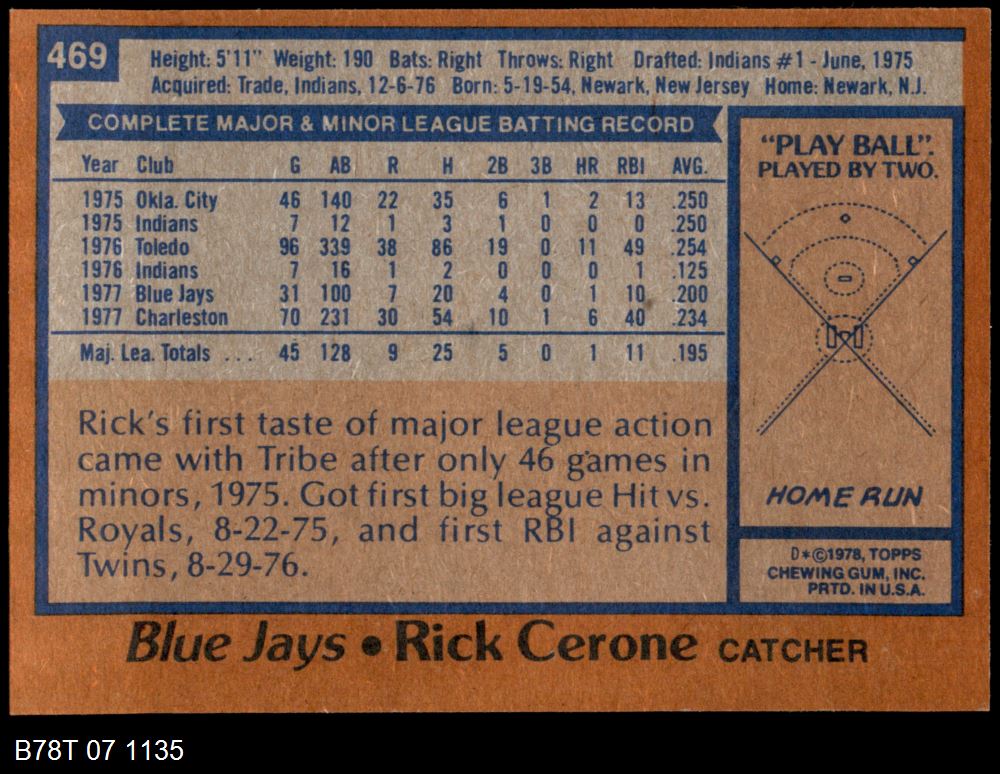 469
Height: 5'11" Weight: 190 Bats: Right Throws: Right Drafted: Indians #1 - June, 1975
Acquired: Trade, Indians, 12-6-76 Born: 5-19-54, Newark, New Jersey Home: Newark, N.J.
COMPLETE MAJOR & MINOR LEAGUE BATTING RECORD
Year Club G AB R H 2B 3B HR RBI AVG.
1975 Okla. City 46 140 22 35 6 1 2 13 .250
1975 Indians 7 12 1 3 1 0 0 0 .250
1976 Toledo 96 339 38 86 19 0 11 49 .254
1976 Indians 7 16 1 2 0 0 0 1 .125
1977 Blue Jays 31 100 7 20 4 0 1 10 .200
1977 Charleston 70 231 30 54 10 1 6 40 .234
Maj. Lea. Totals ... 45 128 9 25 5 0 1 11 .195
Rick's first taste of major league action
came with Tribe after only 46 games in
minors, 1975. Got first big league Hit vs.
Royals, 8-22-75, and first RBI against
Twins, 8-29-76.
"PLAY BALL".
PLAYED BY TWO.
HOME RUN
D*©1978, TOPPS
CHEWING GUM, INC.
PRTD. IN U.S.A.
Blue Jays • Rick Cerone CATCHER
B78T 07 1135